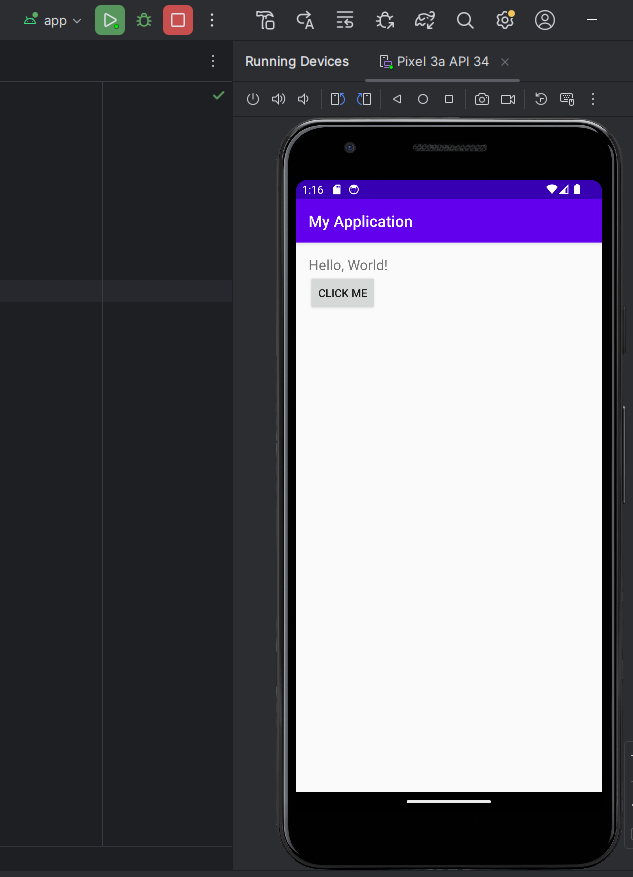 app
Running Devices
Pixel 3a API 34
1:16
My Application
Hello, World!
CLICK ME